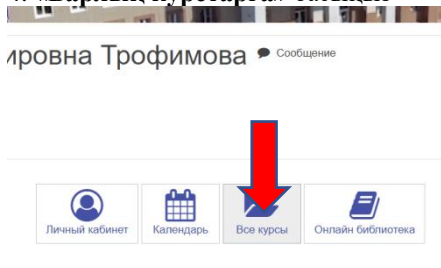 ировна Трофимова Сообщение
Личный кабинет Календарь Все курсы Онлайн библиотека